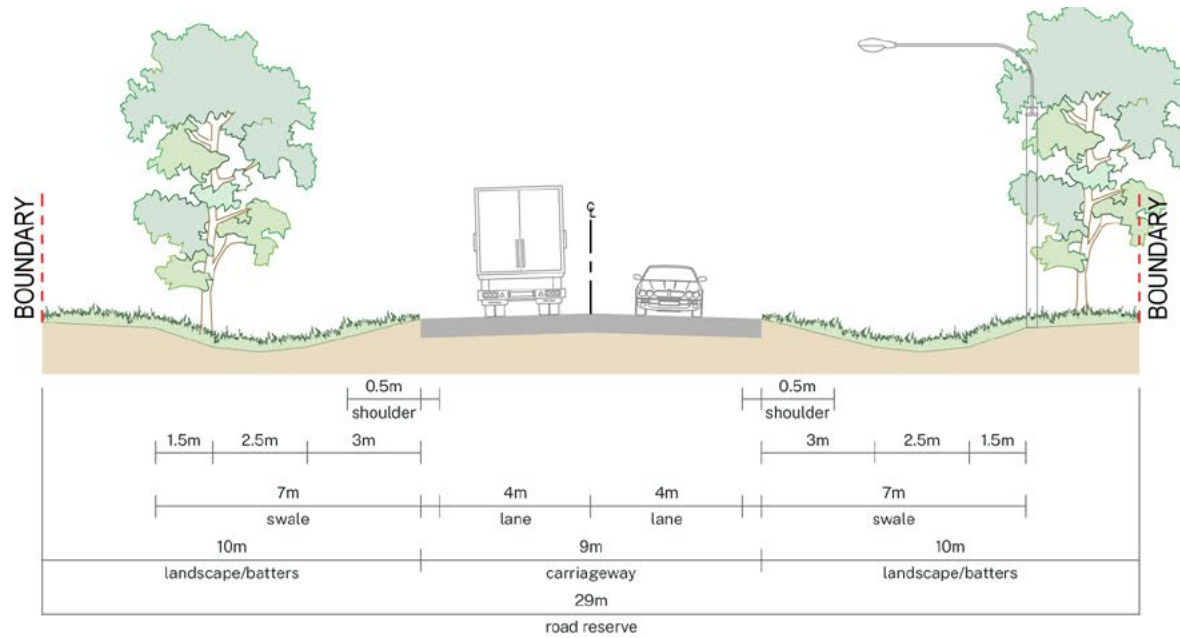 BOUNDARY
℄
BOUNDARY
0.5m 0.5m
shoulder shoulder
1.5m 2.5m 3m 3m 2.5m 1.5m
7m 4m 4m 7m
swale lane lane swale
10m 9m 10m
landscape/batters carriageway landscape/batters
29m
road reserve